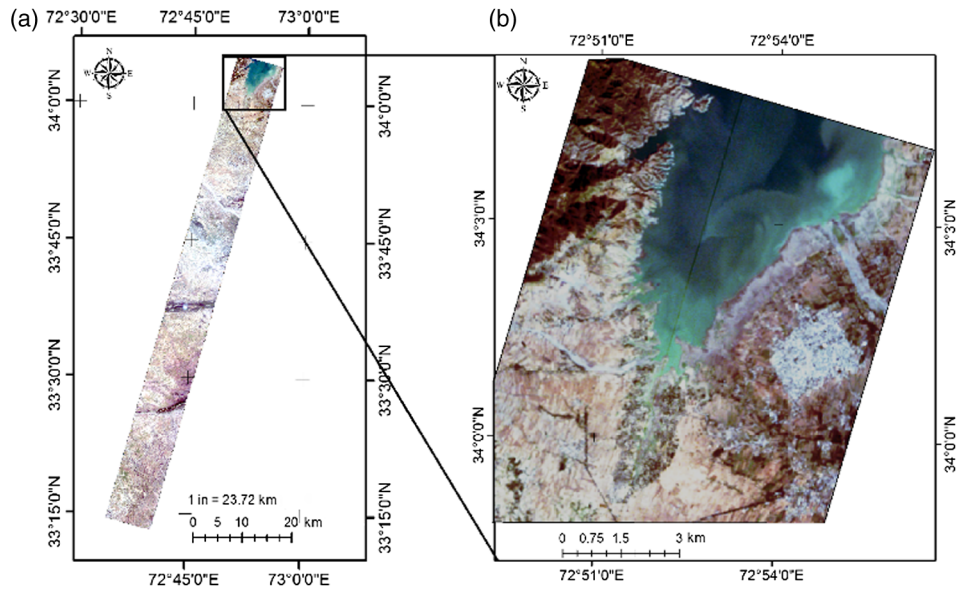 (a)
72°30'0"E 72°45'0"E 73°0'0"E
N
W E
S
34°0'0"N 34°0'0"N
33°45'0"N 33°45'0"N
33°30'0"N 33°30'0"N
33°15'0"N 33°15'0"N
1 in = 23.72 km
0 5 10 20 km
72°45'0"E 73°0'0"E
(b)
72°51'0"E 72°54'0"E
N
W E
S
34°3'0"N 34°3'0"N
34°0'0"N 34°0'0"N
0 0.75 1.5 3 km
72°51'0"E 72°54'0"E